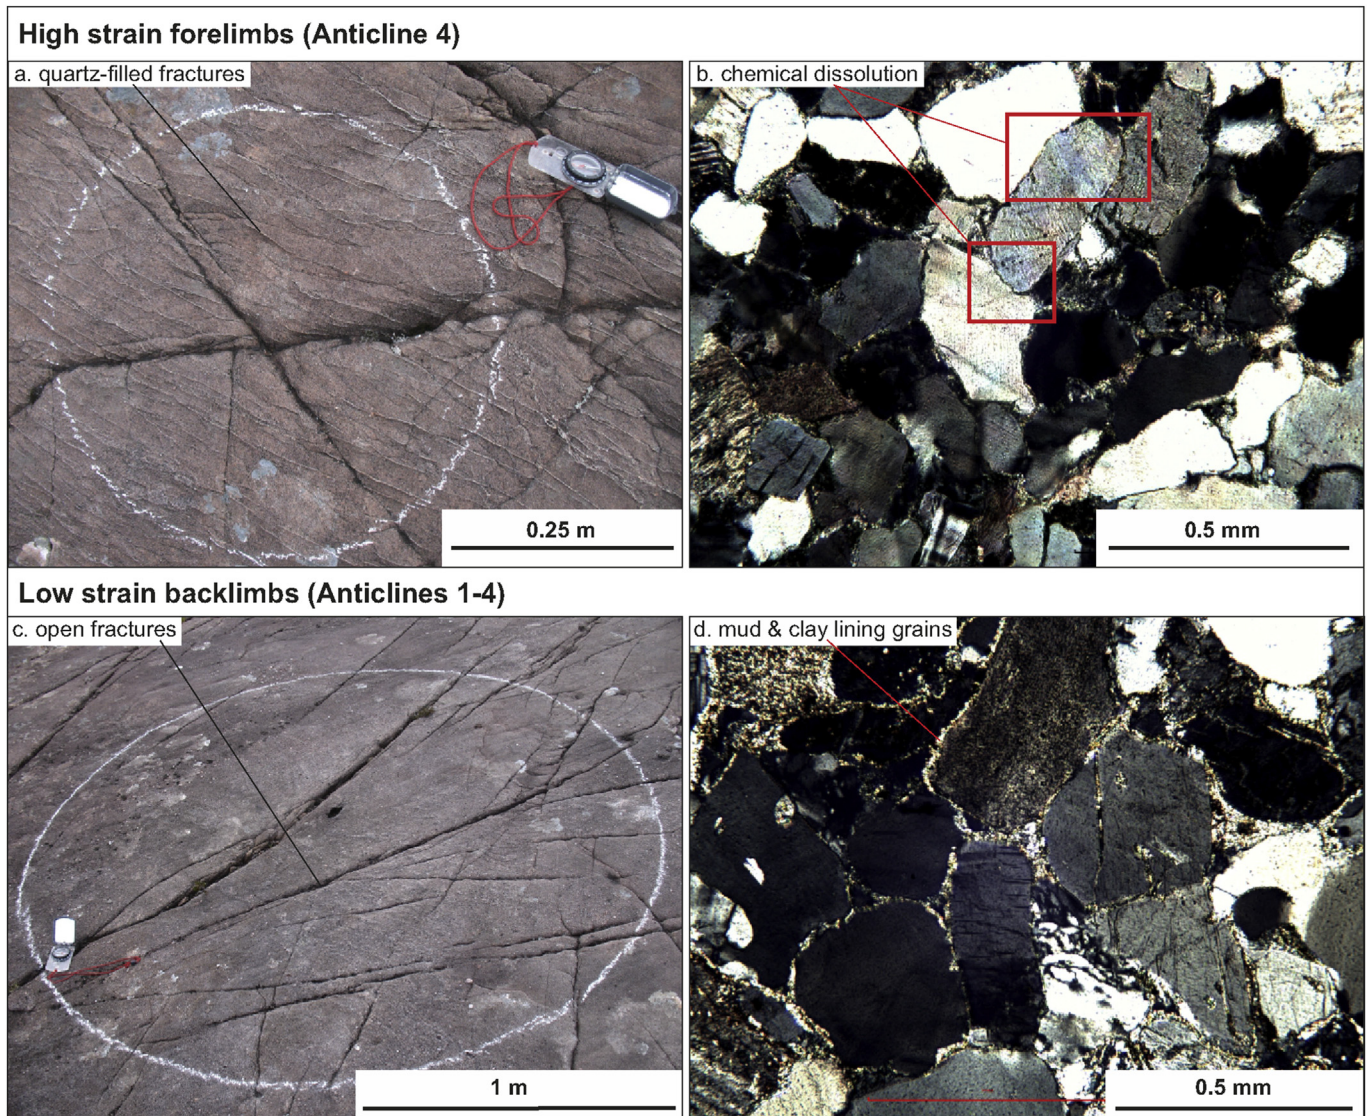 High strain forelimbs (Anticline 4)
a. quartz-filled fractures
b. chemical dissolution
0.25 m
0.5 mm
Low strain backlimbs (Anticlines 1-4)
c. open fractures
d. mud & clay lining grains
1 m
0.5 mm